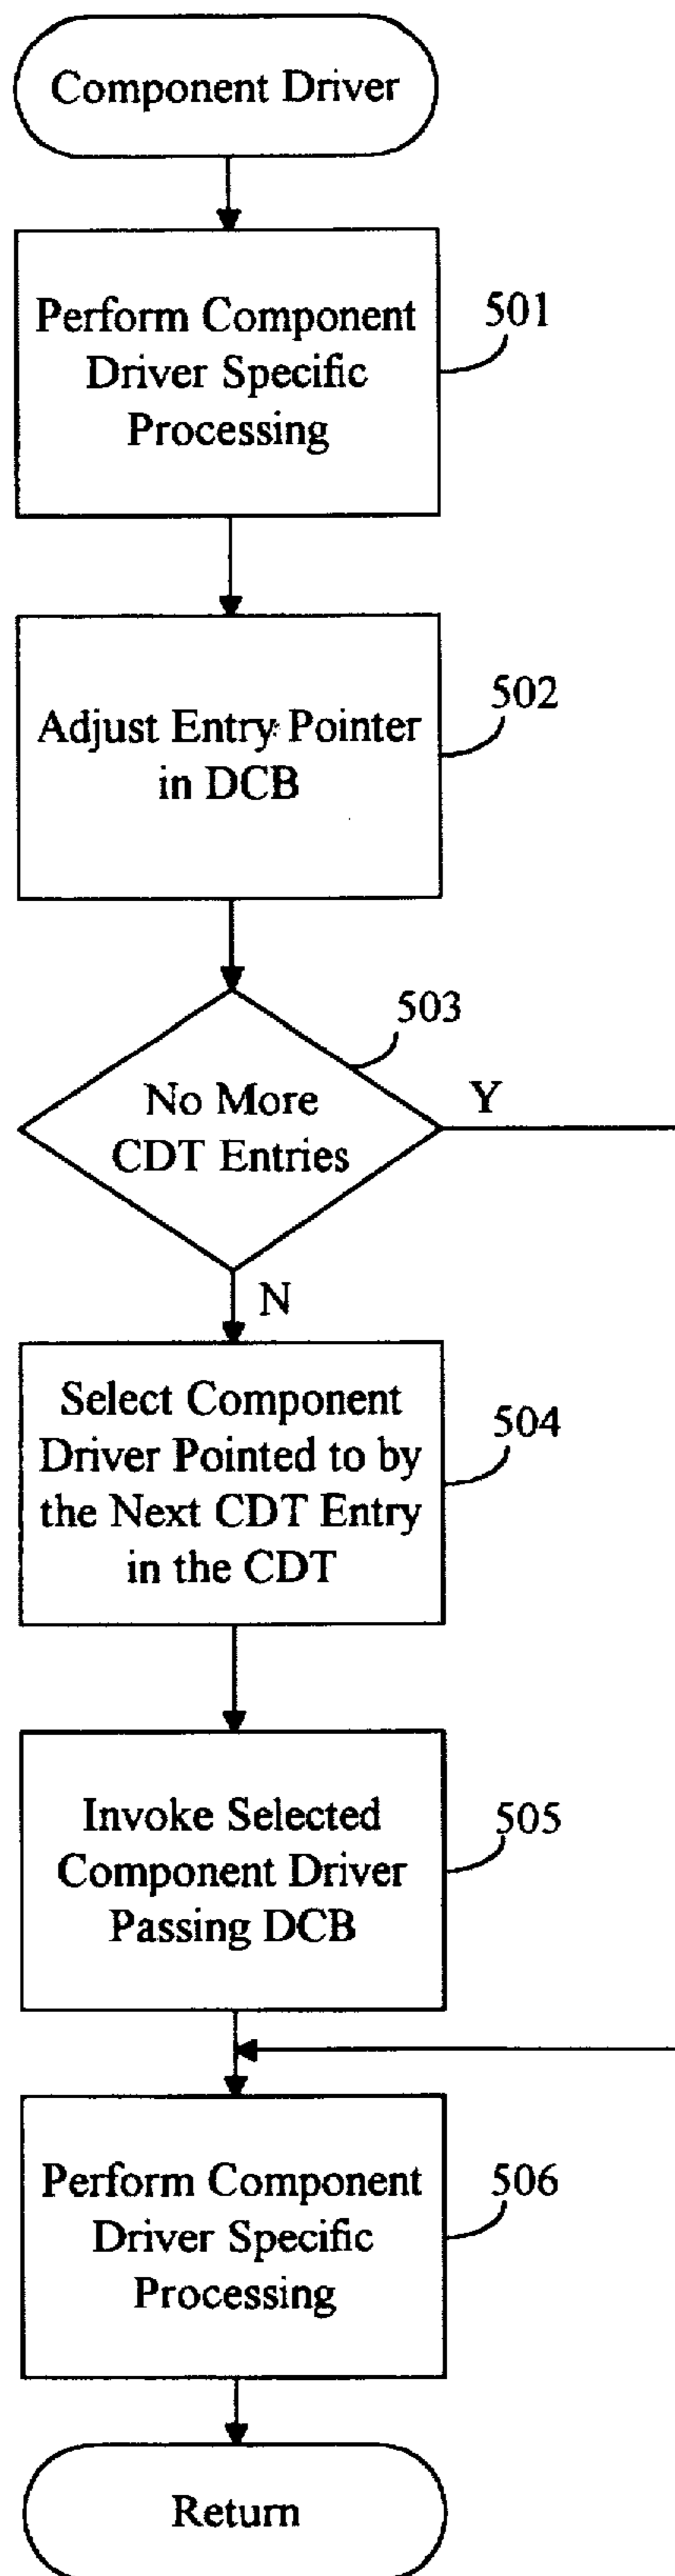 Component Driver
Perform Component
Driver Specific
Processing
501
Adjust Entry Pointer
in DCB
502
503
No More
CDT Entries
Y
N
Select Component
Driver Pointed to by
the Next CDT Entry
in the CDT
504
Invoke Selected
Component Driver
Passing DCB
505
Perform Component
Driver Specific
Processing
506
Return